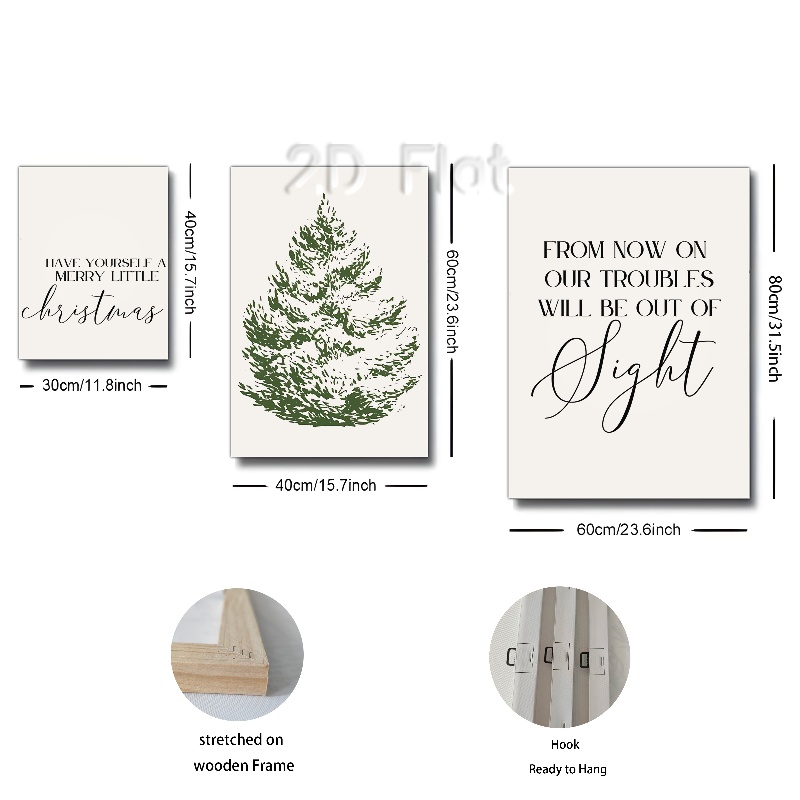 2D Flat
HAVE YOURSELF A
MERRY LITTLE
christmas
40cm/15.7inch
30cm/11.8inch
60cm/23.6inch
40cm/15.7inch
FROM NOW ON
OUR TROUBLES
WILL BE OUT OF
Sight
80cm/31.5inch
60cm/23.6inch
stretched on
wooden Frame
Hook
Ready to Hang